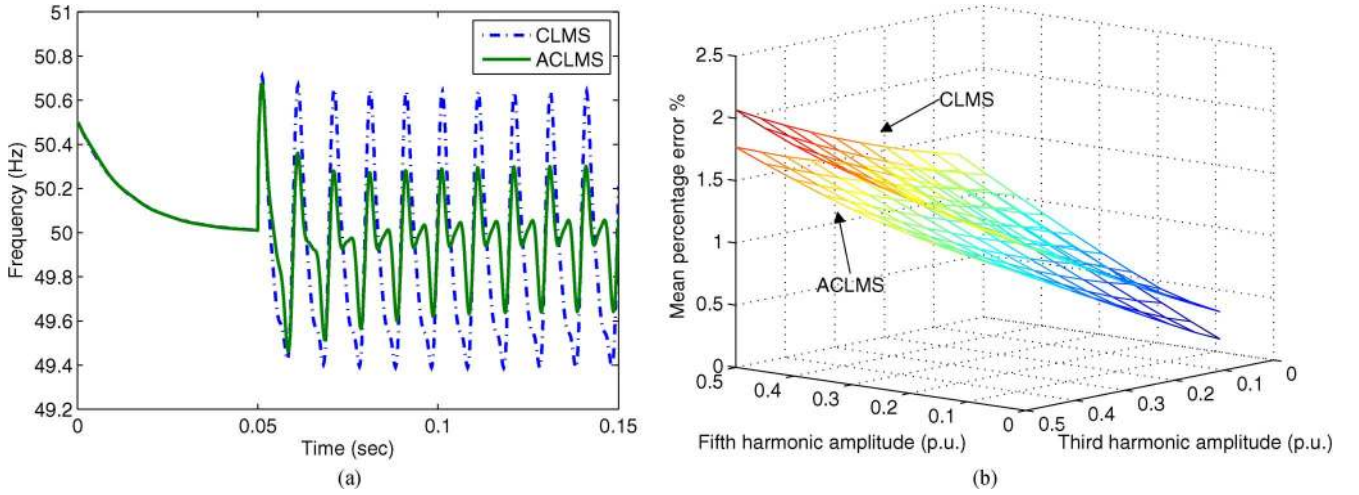 51
50.8
50.6
50.4
50.2
50
49.8
49.6
49.4
49.2
0
0.05
0.1
0.15
Frequency (Hz)
Time (sec)
CLMS
ACLMS
(a)
2.5
2
1.5
1
0.5
0
Mean percentage error %
CLMS
ACLMS
0.5
0.4
0.3
0.2
0.1
0
Fifth harmonic amplitude (p.u.)
0.5
0.4
0.3
0.2
0.1
0
Third harmonic amplitude (p.u.)
(b)